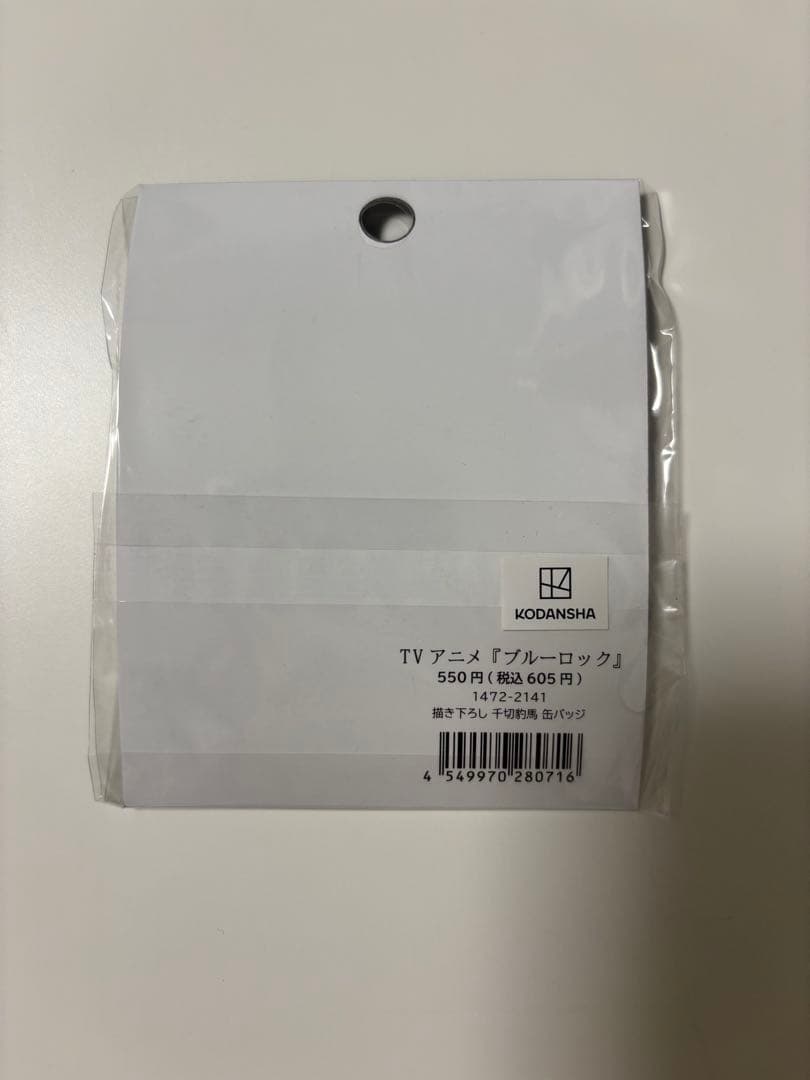 KODANSHA
TVアニメ『ブルーロック』
550円(税込605円)
1472-2141
描き下ろし 千切豹馬 缶バッジ
4 549970 280716